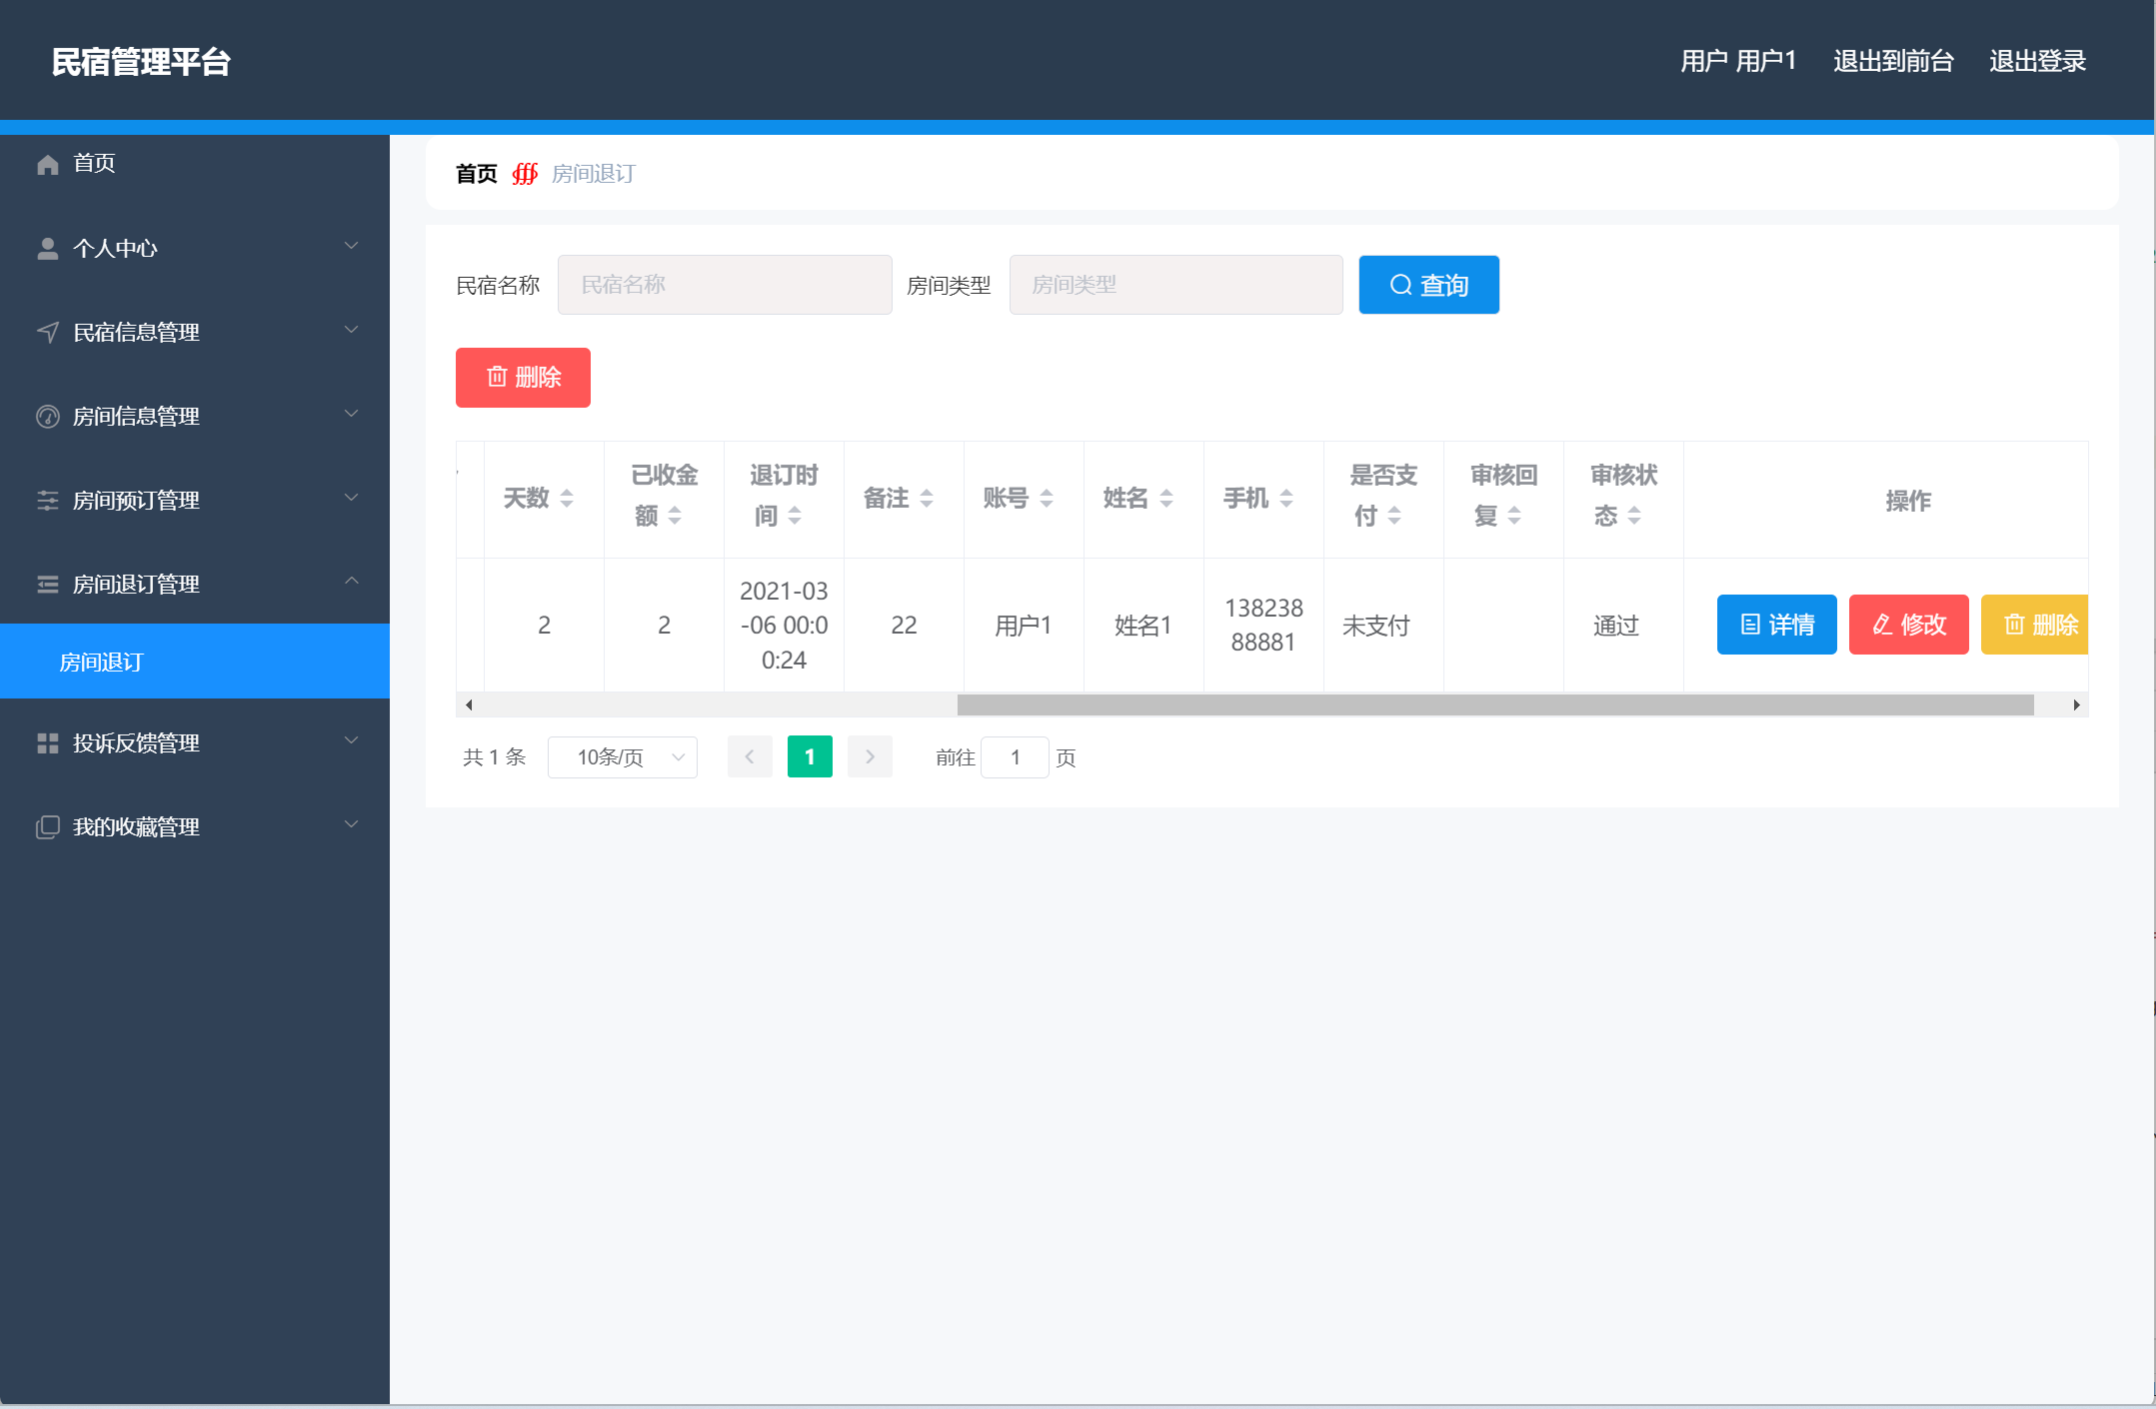 民宿管理平台
用户 用户1 退出到前台 退出登录
首页
个人中心
民宿信息管理
房间信息管理
房间预订管理
房间退订管理
房间退订
投诉反馈管理
我的收藏管理
首页 房间退订
民宿名称 民宿名称 房间类型 房间类型 查询
删除
天数 已收金额 退订时间 备注 账号 姓名 手机 是否支付 审核回复 审核状态 操作
2 2 2021-03-06 00:00:24 22 用户1 姓名1 13823888881 未支付 通过 详情 修改 删除
共 1 条 10条/页 1 前往 1 页